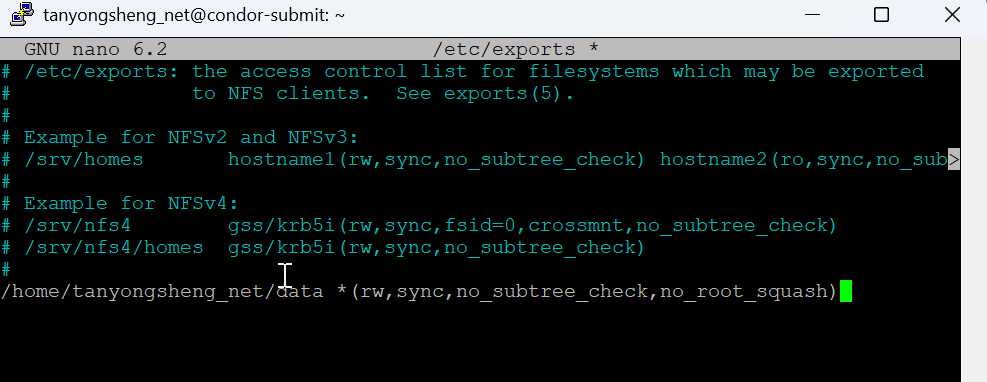 tanyongsheng_net@condor-submit: ~
GNU nano 6.2 /etc/exports *
# /etc/exports: the access control list for filesystems which may be exported
# to NFS clients. See exports(5).
#
# Example for NFSv2 and NFSv3:
# /srv/homes hostname1(rw,sync,no_subtree_check) hostname2(ro,sync,no_sub>
#
# Example for NFSv4:
# /srv/nfs4 gss/krb5i(rw,sync,fsid=0,crossmnt,no_subtree_check)
# /srv/nfs4/homes gss/krb5i(rw,sync,no_subtree_check)
#
/home/tanyongsheng_net/data *(rw,sync,no_subtree_check,no_root_squash)